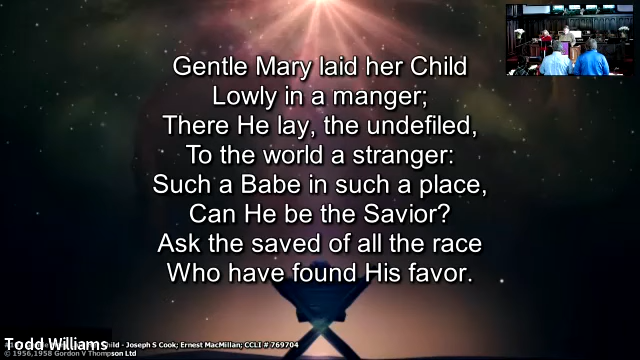 Gentle Mary laid her Child
Lowly in a manger;
There He lay, the undefiled,
To the world a stranger:
Such a Babe in such a place,
Can He be the Savior?
Ask the saved of all the race
Who have found His favor.
Todd Williams
Child - Joseph S Cook; Ernest MacMillan; CCLI # 769704
© 1956,1958 Gordon V Thompson Ltd